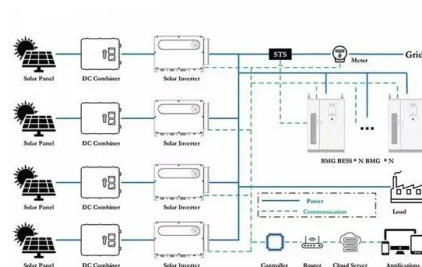 STS
Grid
Meter
Solar Panel DC Combiner Solar Inverter
Solar Panel DC Combiner Solar Inverter
BMG BESS * N BMG * N
Solar Panel DC Combiner Solar Inverter
Power
Communication
Load
Solar Panel DC Combiner Solar Inverter
Controller Router Cloud Server Applications